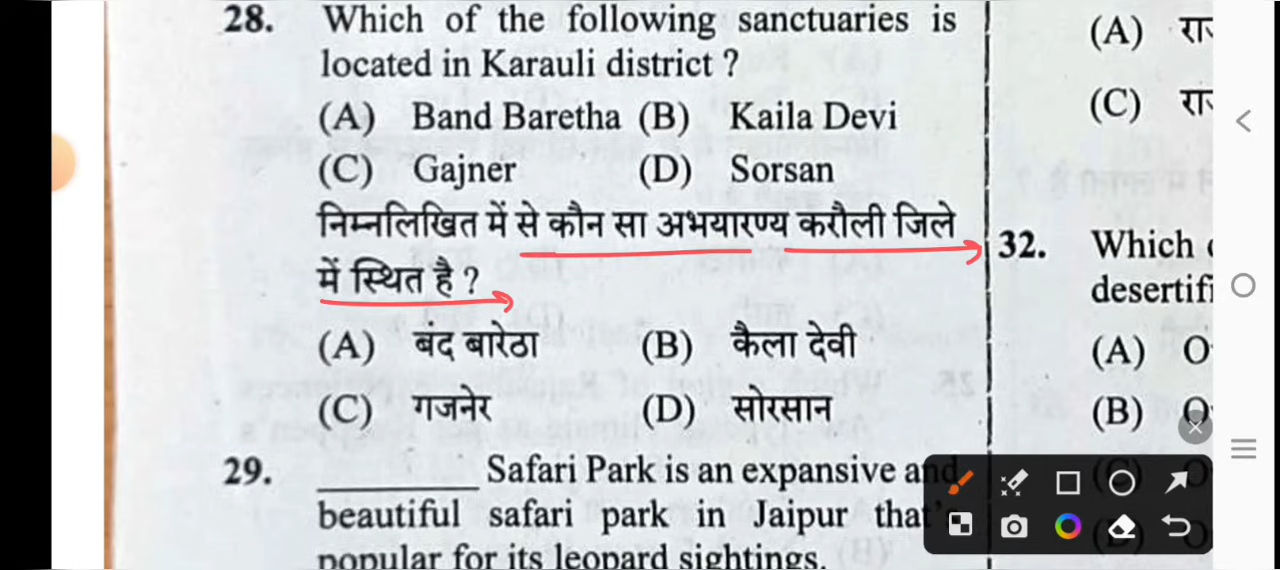 28. Which of the following sanctuaries is
located in Karauli district ?
(A) Band Baretha (B) Kaila Devi
(C) Gajner (D) Sorsan
निम्नलिखित में से कौन सा अभयारण्य करौली जिले
में स्थित है ?
(A) बंद बारेठा (B) कैला देवी
(C) गजनेर (D) सोरसान
29. ________ Safari Park is an expansive and
beautiful safari park in Jaipur that's
popular for its leopard sightings.
(A)
(C)
32. Which
desertif
(A) O
(B) O